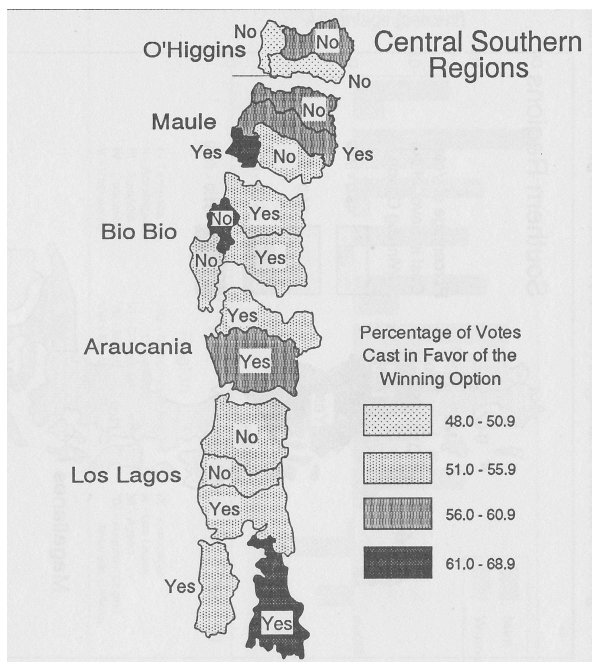 Central Southern
Regions
No
O'Higgins
No
No
Maule
No
Yes
No
Yes
Bio Bio
No
Yes
No
Yes
Araucania
Yes
Yes
Los Lagos
No
No
Yes
Yes
Yes
Percentage of Votes
Cast in Favor of the
Winning Option
48.0 - 50.9
51.0 - 55.9
56.0 - 60.9
61.0 - 68.9